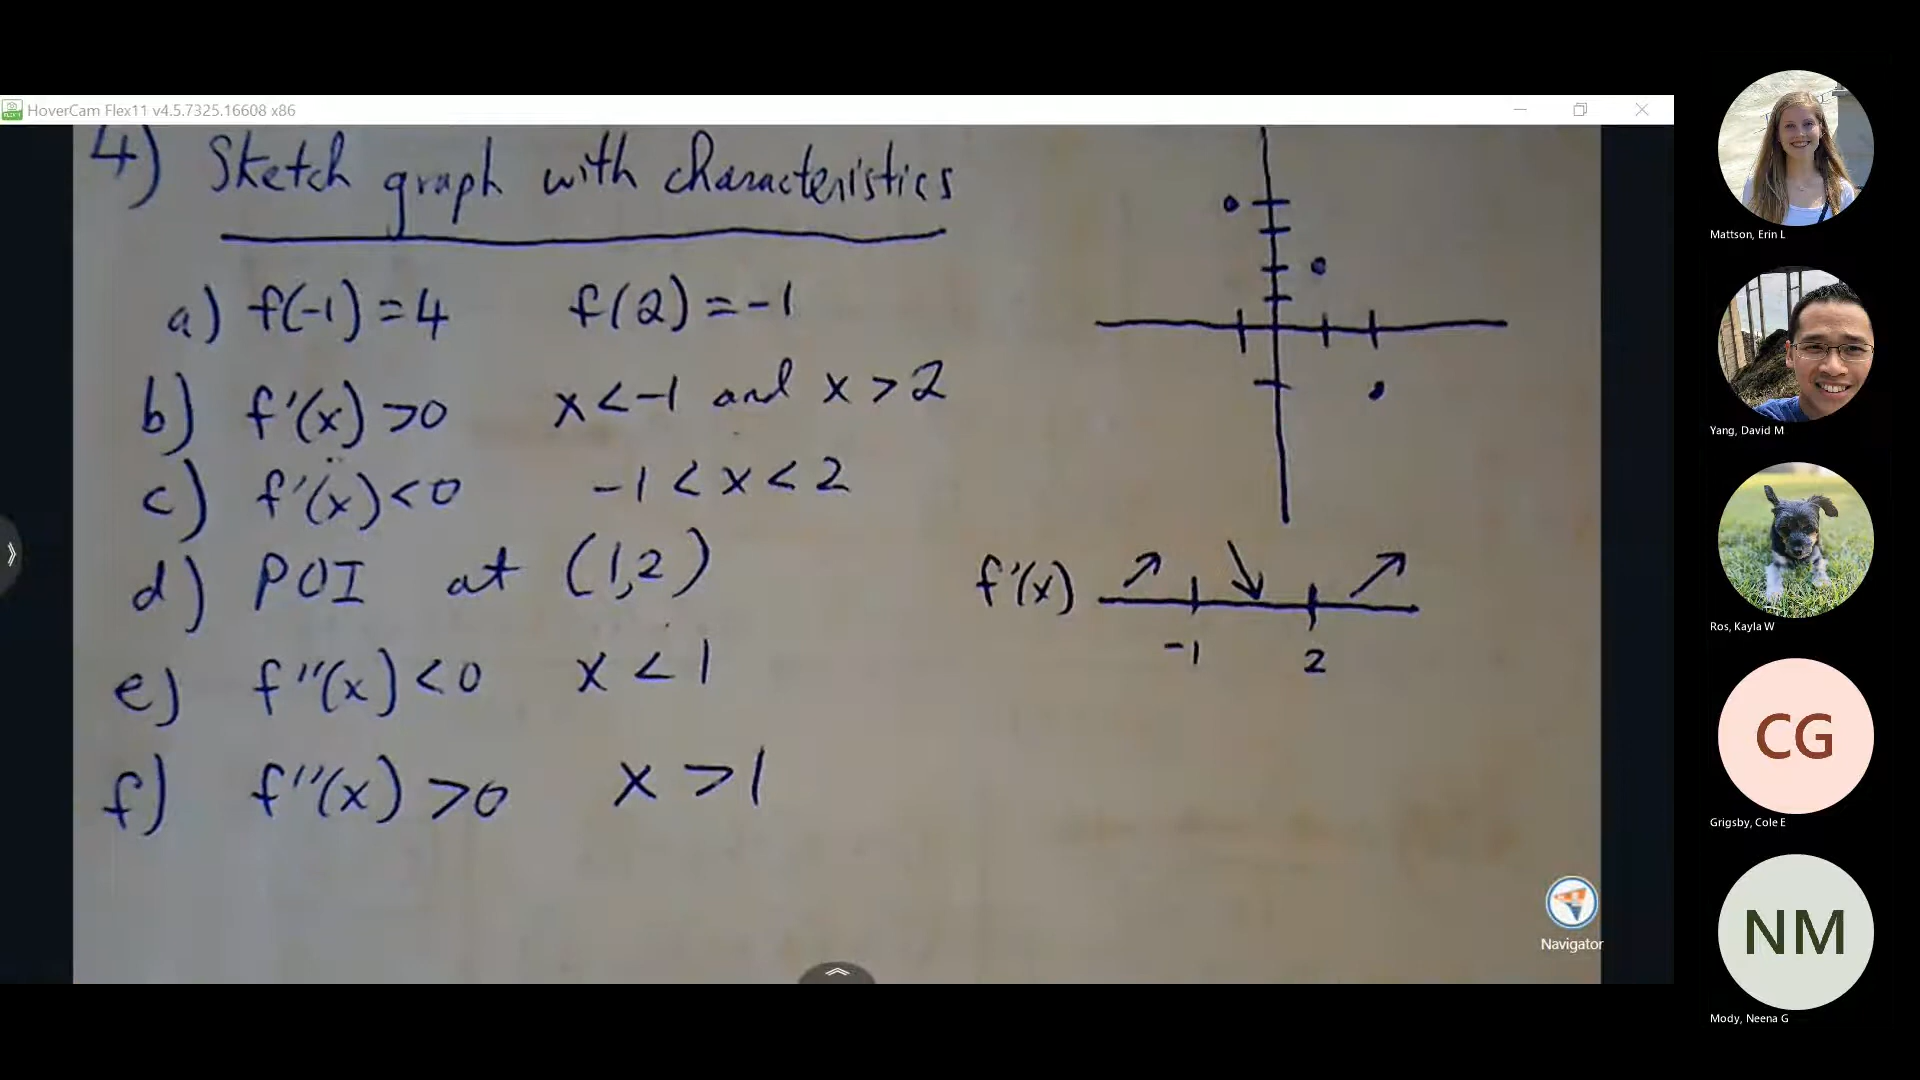 HoverCam Flex11 v4.5.7325.16608 x86
4) Sketch graph with characteristics
a) f(-1) = 4 f(2) = -1
b) f'(x) > 0 x < -1 and x > 2
c) f'(x) < 0 -1 < x < 2
d) POI at (1,2)
e) f''(x) < 0 x < 1
f) f''(x) > 0 x > 1
f'(x)
-1 2
Navigator
Mattson, Erin L
Yang, David M
Ros, Kayla W
CG
Grigsby, Cole E
NM
Mody, Neena G